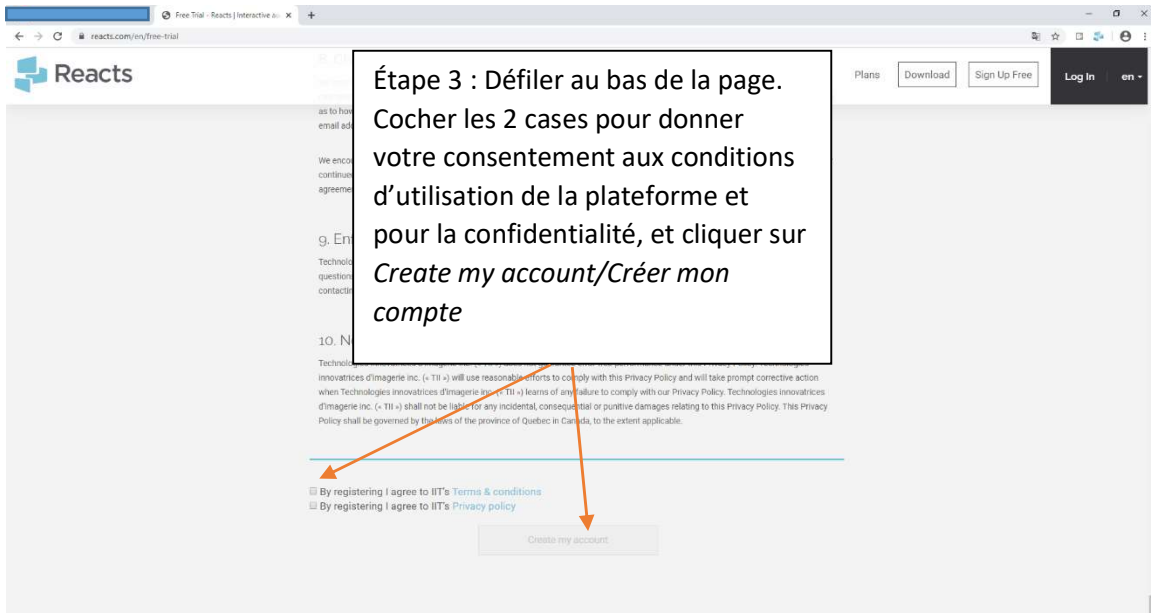 Free Trial - Reacts | Interactive au
reacts.com/en/free-trial
Reacts
Plans
Download
Sign Up Free
Log In
en
Étape 3 : Défiler au bas de la page.
Cocher les 2 cases pour donner
votre consentement aux conditions
d’utilisation de la plateforme et
pour la confidentialité, et cliquer sur
Create my account/Créer mon
compte
as to how
email add
We encou
continued
agreeme
9. En
Technolo
question
contactin
10. N
innovatrices d'imagerie inc. (« TII ») will use reasonable efforts to comply with this Privacy Policy and will take prompt corrective action
when Technologies innovatrices d'imagerie inc. (« TII ») learns of any failure to comply with our Privacy Policy. Technologies innovatrices
d'imagerie inc. (« TII ») shall not be liable for any incidental, consequential or punitive damages relating to this Privacy Policy. This Privacy
Policy shall be governed by the laws of the province of Quebec in Canada, to the extent applicable.
By registering I agree to IIT's Terms & conditions
By registering I agree to IIT's Privacy policy
Create my account